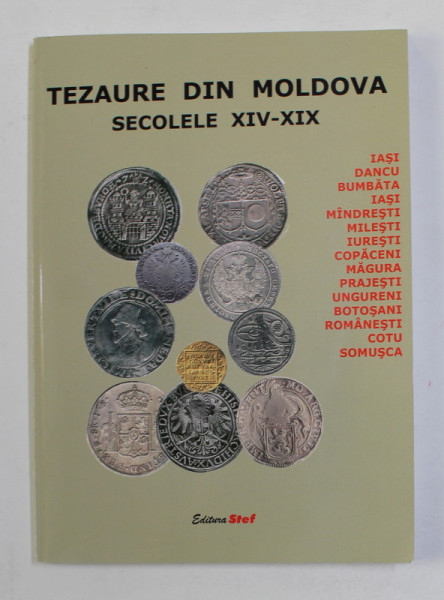 TEZAURE DIN MOLDOVA
SECOLELE XIV-XIX
IAŞI
DANCU
BUMBĂTA
IAŞI
MÎNDREŞTI
MILEŞTI
IUREŞTI
COPĂCENI
MĂGURA
PRAJEŞTI
UNGURENI
BOTOŞANI
ROMÂNEŞTI
COTU
SOMUŞCA
Editura Stef